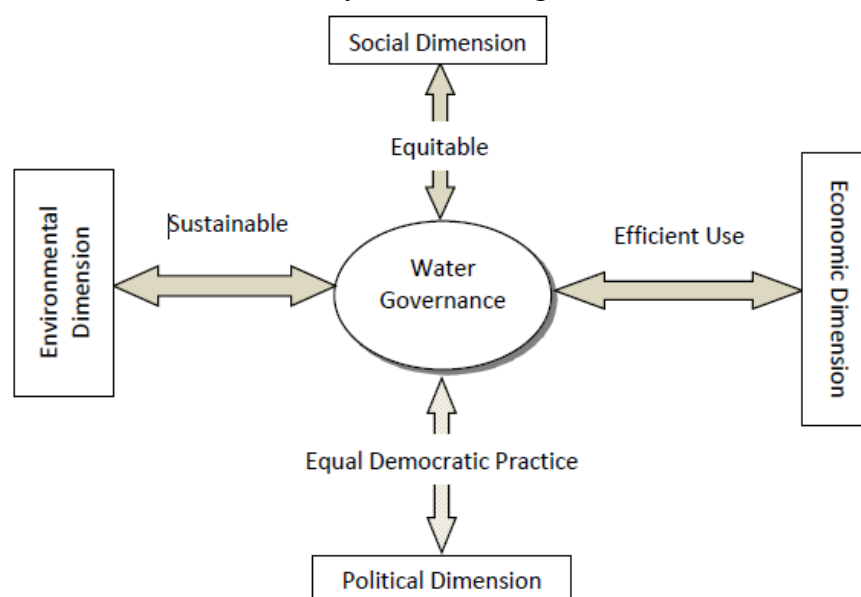 Social Dimension
Equitable
Environmental
Dimension
Sustainable
Water
Governance
Efficient Use
Economic Dimension
Equal Democratic Practice
Political Dimension